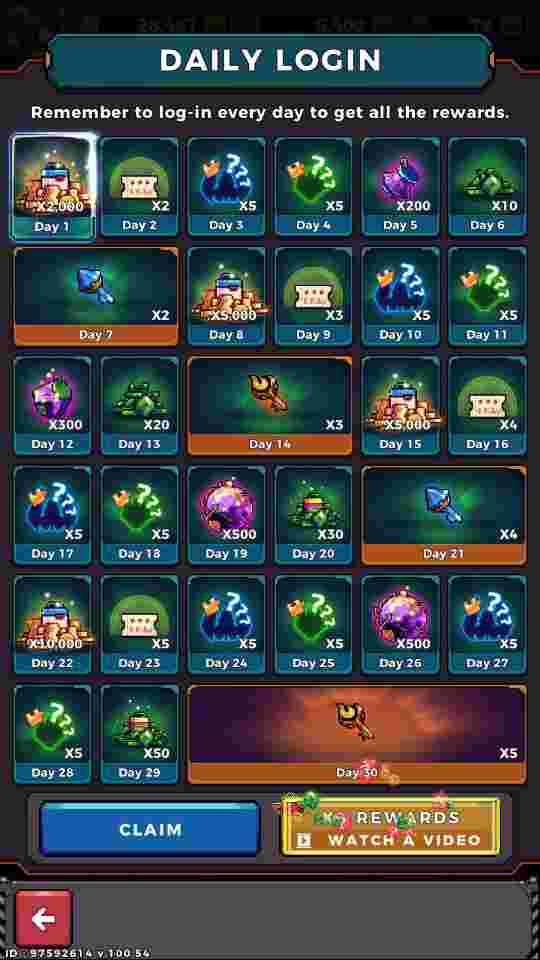 DAILY LOGIN
Remember to log-in every day to get all the rewards.
X2,000 X2 X5 X5 X200 X10
Day 1 Day 2 Day 3 Day 4 Day 5 Day 6
X2 X5,000 X3 X5 X5
Day 7 Day 8 Day 9 Day 10 Day 11
X300 X20 X3 X5,000 X4
Day 12 Day 13 Day 14 Day 15 Day 16
X5 X5 X500 X30 X4
Day 17 Day 18 Day 19 Day 20 Day 21
X10,000 X5 X5 X5 X500 X5
Day 22 Day 23 Day 24 Day 25 Day 26 Day 27
X5 X50 X5
Day 28 Day 29 Day 30
CLAIM
REWARDS
WATCH A VIDEO
ID : 97592614 v.100.54